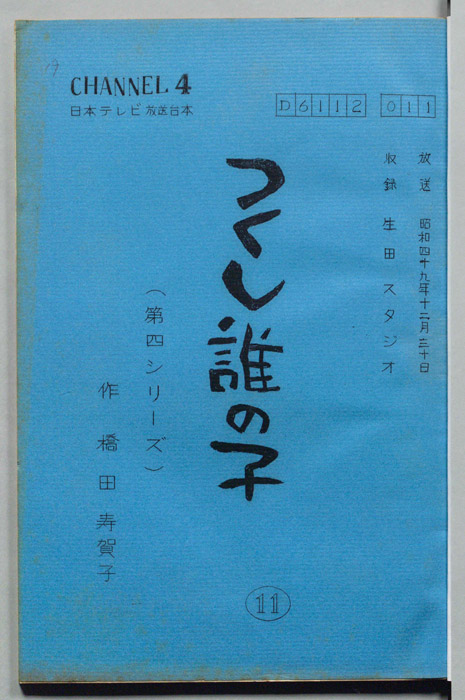 CHANNEL 4
日本テレビ放送台本
D6112 011
放送 昭和四十九年十二月三十日
収録 生田スタジオ
つくし誰の子
(第四シリーズ)
作 橋田寿賀子
11